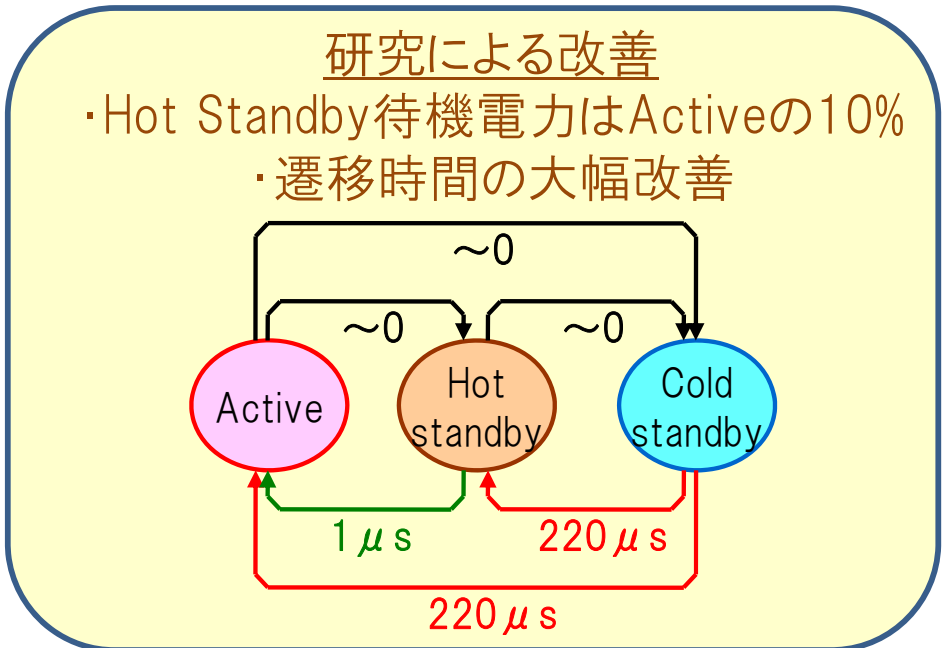 研究による改善
・Hot Standby待機電力はActiveの10%
・遷移時間の大幅改善
～0
～0
～0
Active
Hot
standby
Cold
standby
1μs
220μs
220μs